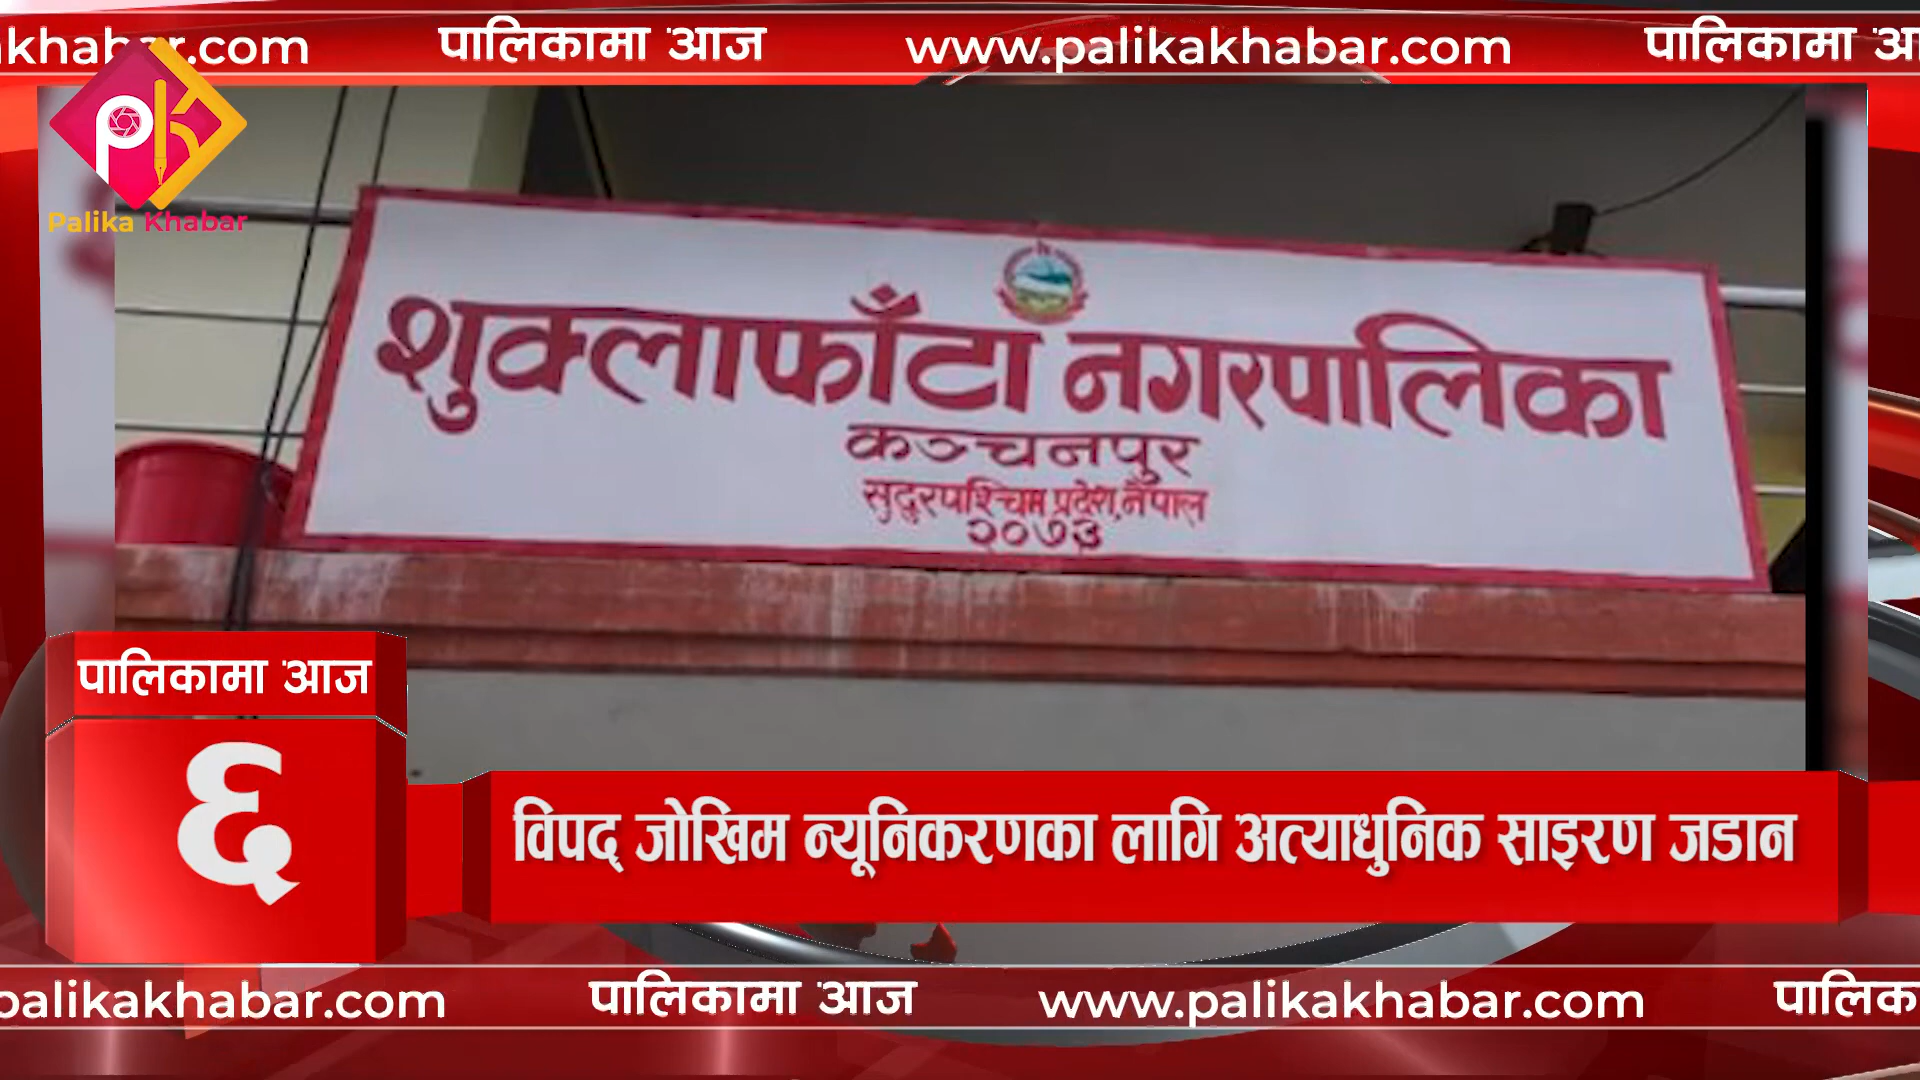 khabar.com पालिकामा आज www.palikakhabar.com पालिकामा आ
PK
Palika Khabar
शुक्लाफाँटा नगरपालिका
कञ्चनपुर
सुदुरपश्चिम प्रदेश, नेपाल
२०७३
पालिकामा आज
६
विपद् जोखिम न्यूनिकरणका लागि अत्याधुनिक साइरण जडान
palikakhabar.com पालिकामा आज www.palikakhabar.com पालिक